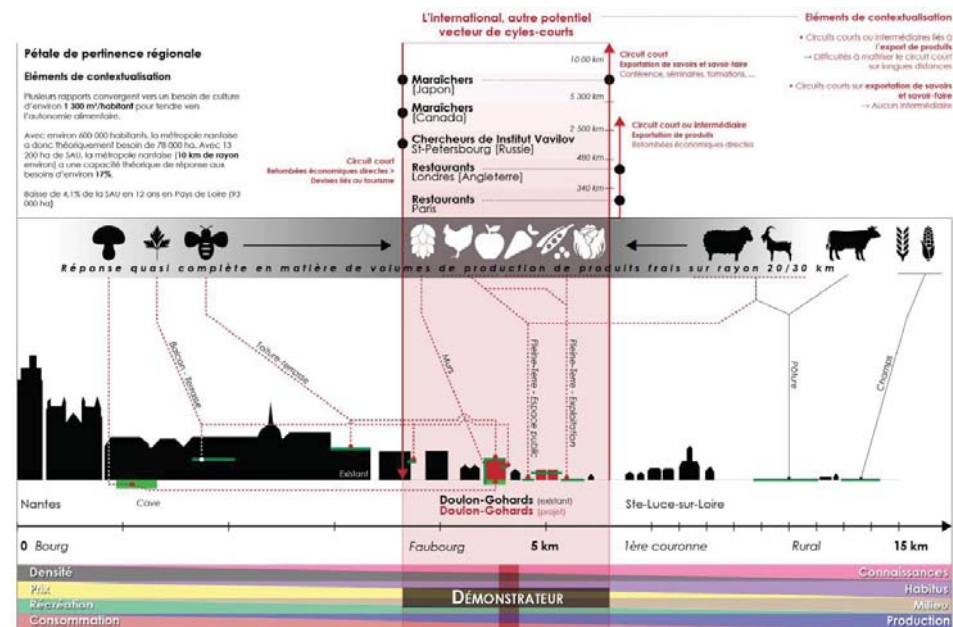 L'international, autre potentiel
vecteur de cyles-courts
Eléments de contextualisation
• Circuits courts ou intermédiaires liés à
l'export de produits
→ Difficultés à maîtriser le circuit court
sur longues distances
• Circuits courts sur exportation de savoirs
et savoir-faire
→ Aucun intermédiaire
Pétale de pertinence régionale
Eléments de contextualisation
Plusieurs rapports convergent vers un besoin de culture
d'environ 1 300 m²/habitant pour tendre vers
l'autonomie alimentaire.
Avec environ 600 000 habitants, la métropole nantaise
a donc théoriquement besoin de 78 000 ha. Avec 13
200 ha de SAU, la métropole nantaise (10 km de rayon
environ) a une capacité théorique de réponse aux
besoins d'environ 17%.
Baisse de 4,1% de la SAU en 12 ans en Pays de Loire (93
000 ha)
Circuit court
Retombées économiques directes >
Devises liés au tourisme
Maraîchers
[Japon]
Maraîchers
[Canada]
Chercheurs de Institut Vavilov
St-Petersbourg [Russie]
Restaurants
Londres [Angleterre]
Restaurants
Paris
10 00 km
5 300 km
2 500 km
480 km
340 km
Circuit court
Exportation de savoirs et savoir-faire
Conférence, séminaires, formations, ...
Circuit court ou intermédiaire
Exportation de produits
Retombées économiques directes
Réponse quasi complète en matière de volumes de production de produits frais sur rayon 20/30 km
Balcon - Terrasse
Toiture-terrasse
Murs
Pleine-Terre - Espace public
Pleine-Terre - Exploitation
Pâture
Champs
Existant
Nantes
Cave
Doulon-Gohards (existant)
Doulon-Gohards (projet)
Ste-Luce-sur-Loire
0 Bourg
Faubourg
5 km
1ère couronne
Rural
15 km
Densité
Connaissances
Prix
Habitus
Récréation
Milieu
Consommation
Production
DÉMONSTRATEUR